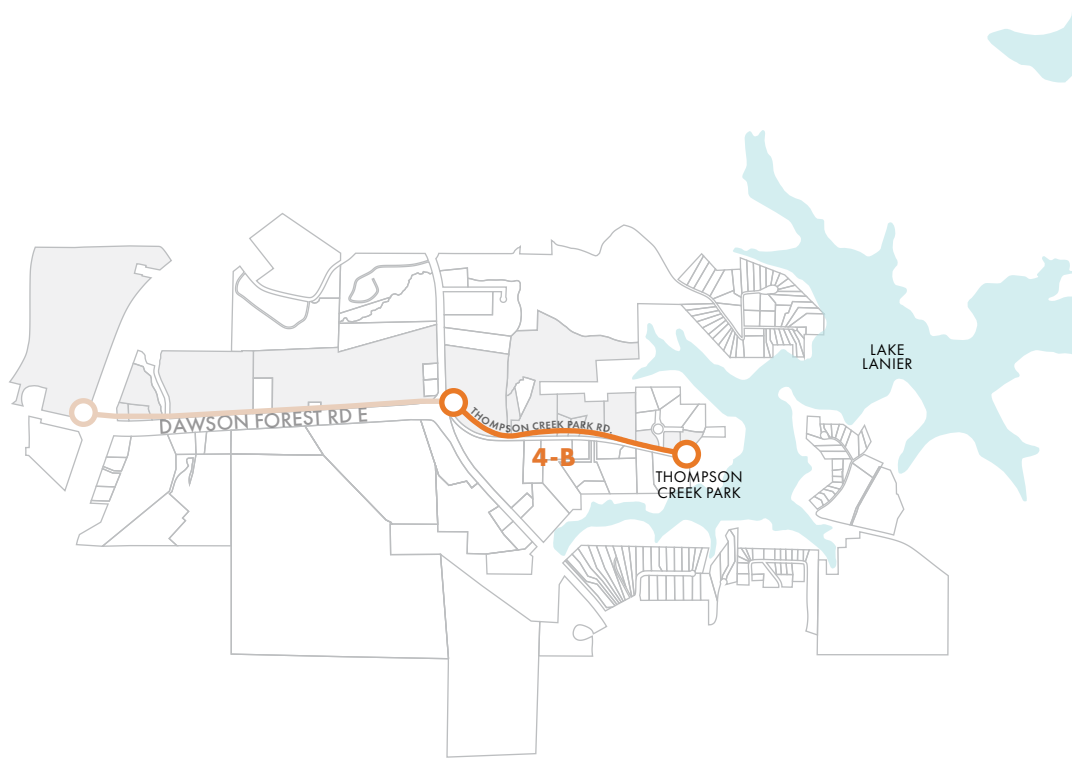 LAKE
LANIER
DAWSON FOREST RD E
THOMPSON CREEK PARK RD.
4-B
THOMPSON
CREEK PARK